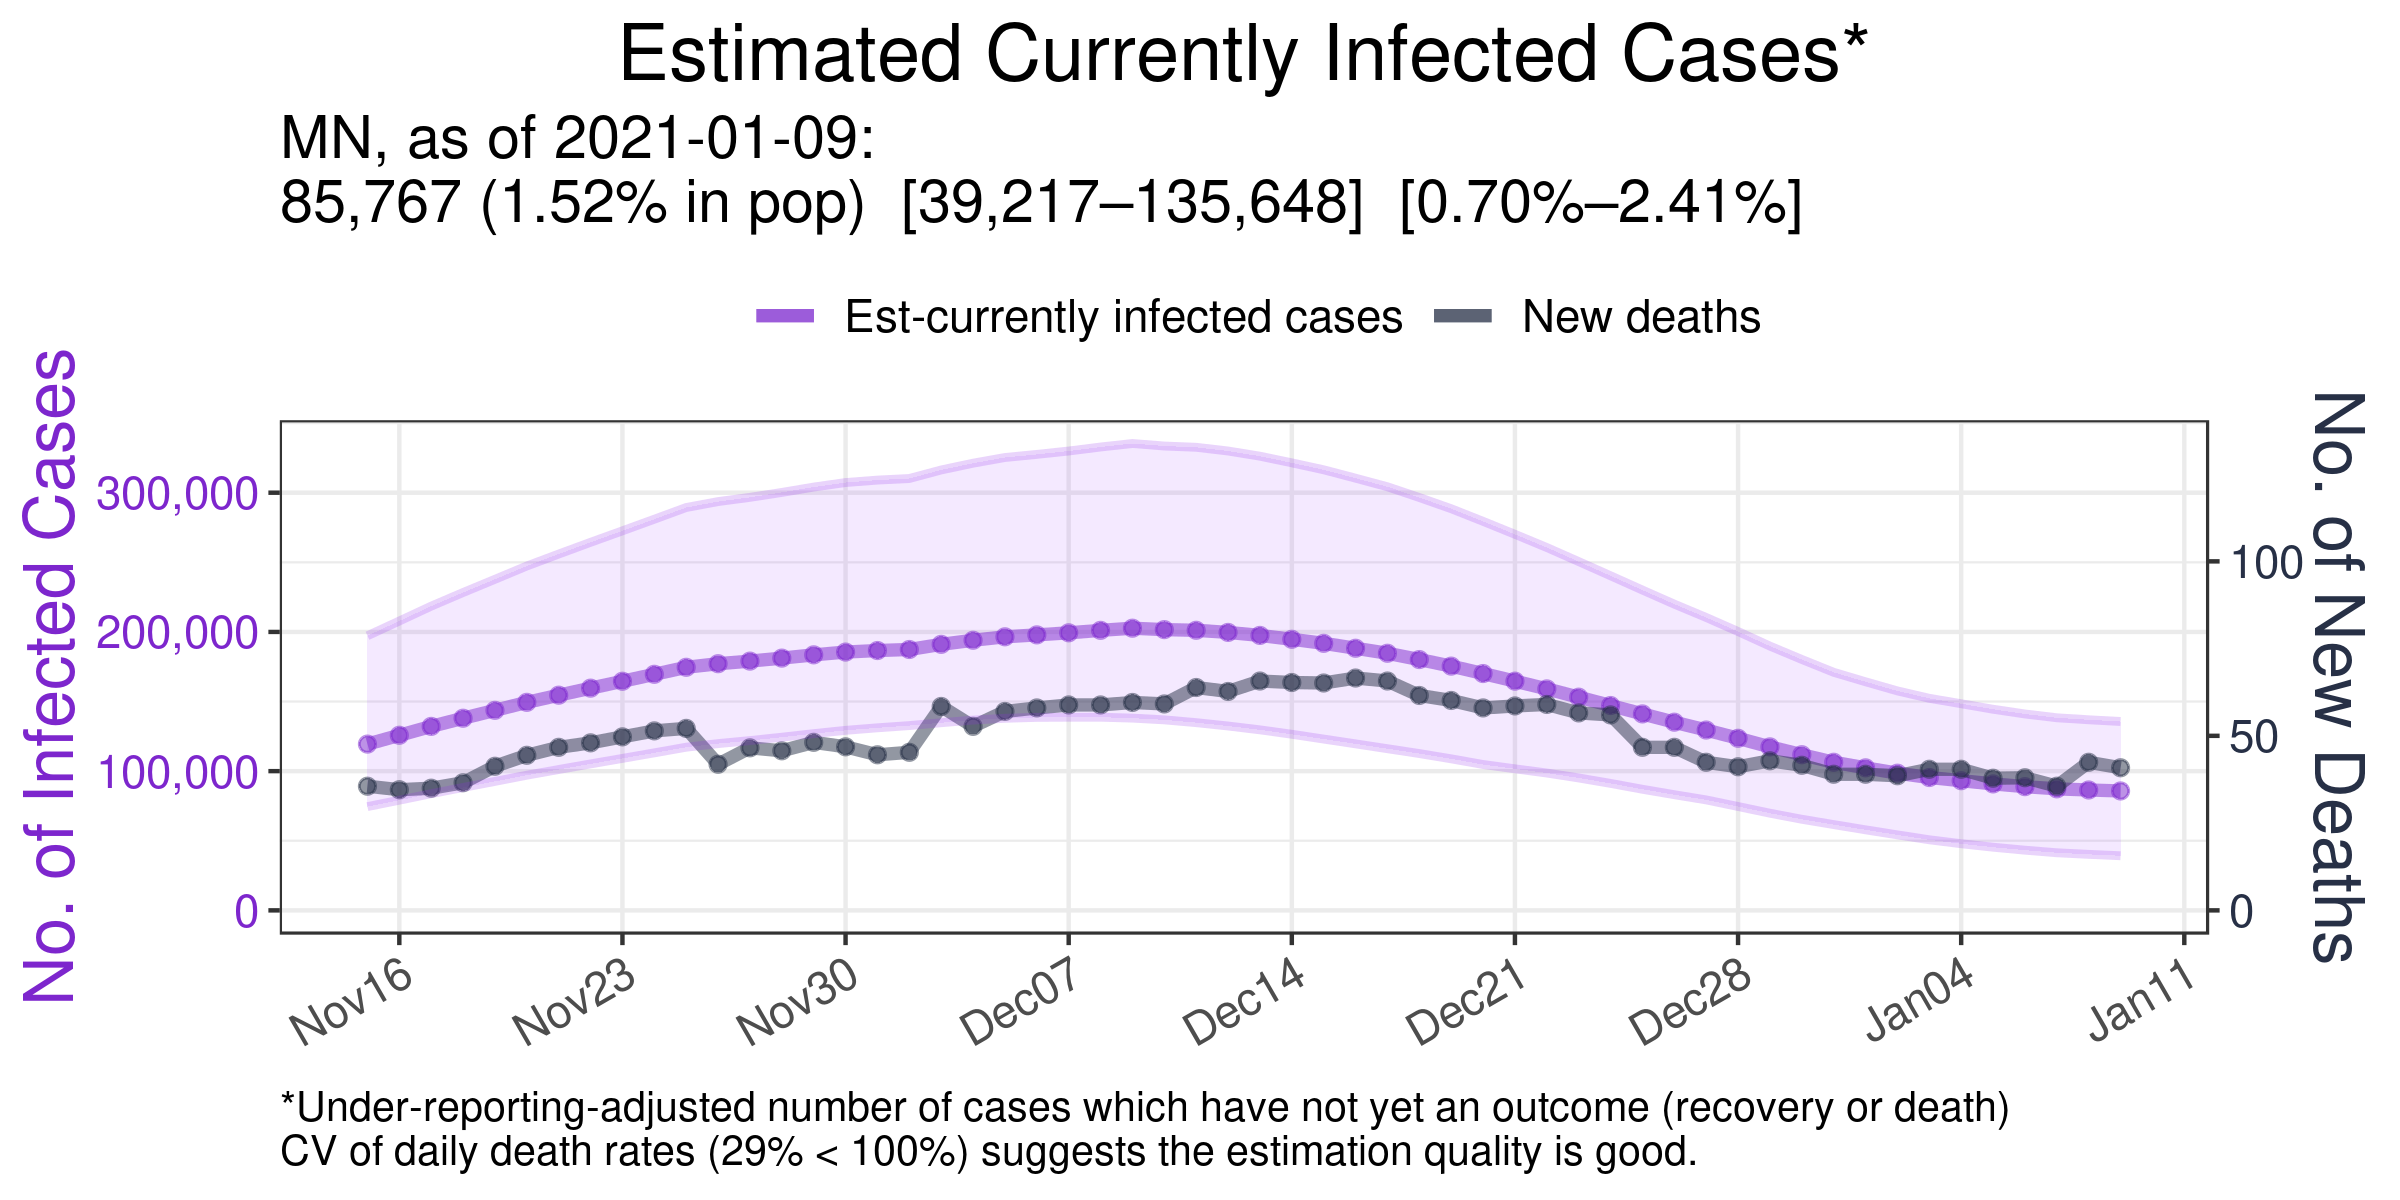 Estimated Currently Infected Cases*
MN, as of 2021-01-09:
85,767 (1.52% in pop)  [39,217–135,648]  [0.70%–2.41%]
Est-currently infected cases
New deaths
No. of Infected Cases
300,000
200,000
100,000
0
No. of New Deaths
100
50
0
Nov16
Nov23
Nov30
Dec07
Dec14
Dec21
Dec28
Jan04
Jan11
*Under-reporting-adjusted number of cases which have not yet an outcome (recovery or death)
CV of daily death rates (29% < 100%) suggests the estimation quality is good.